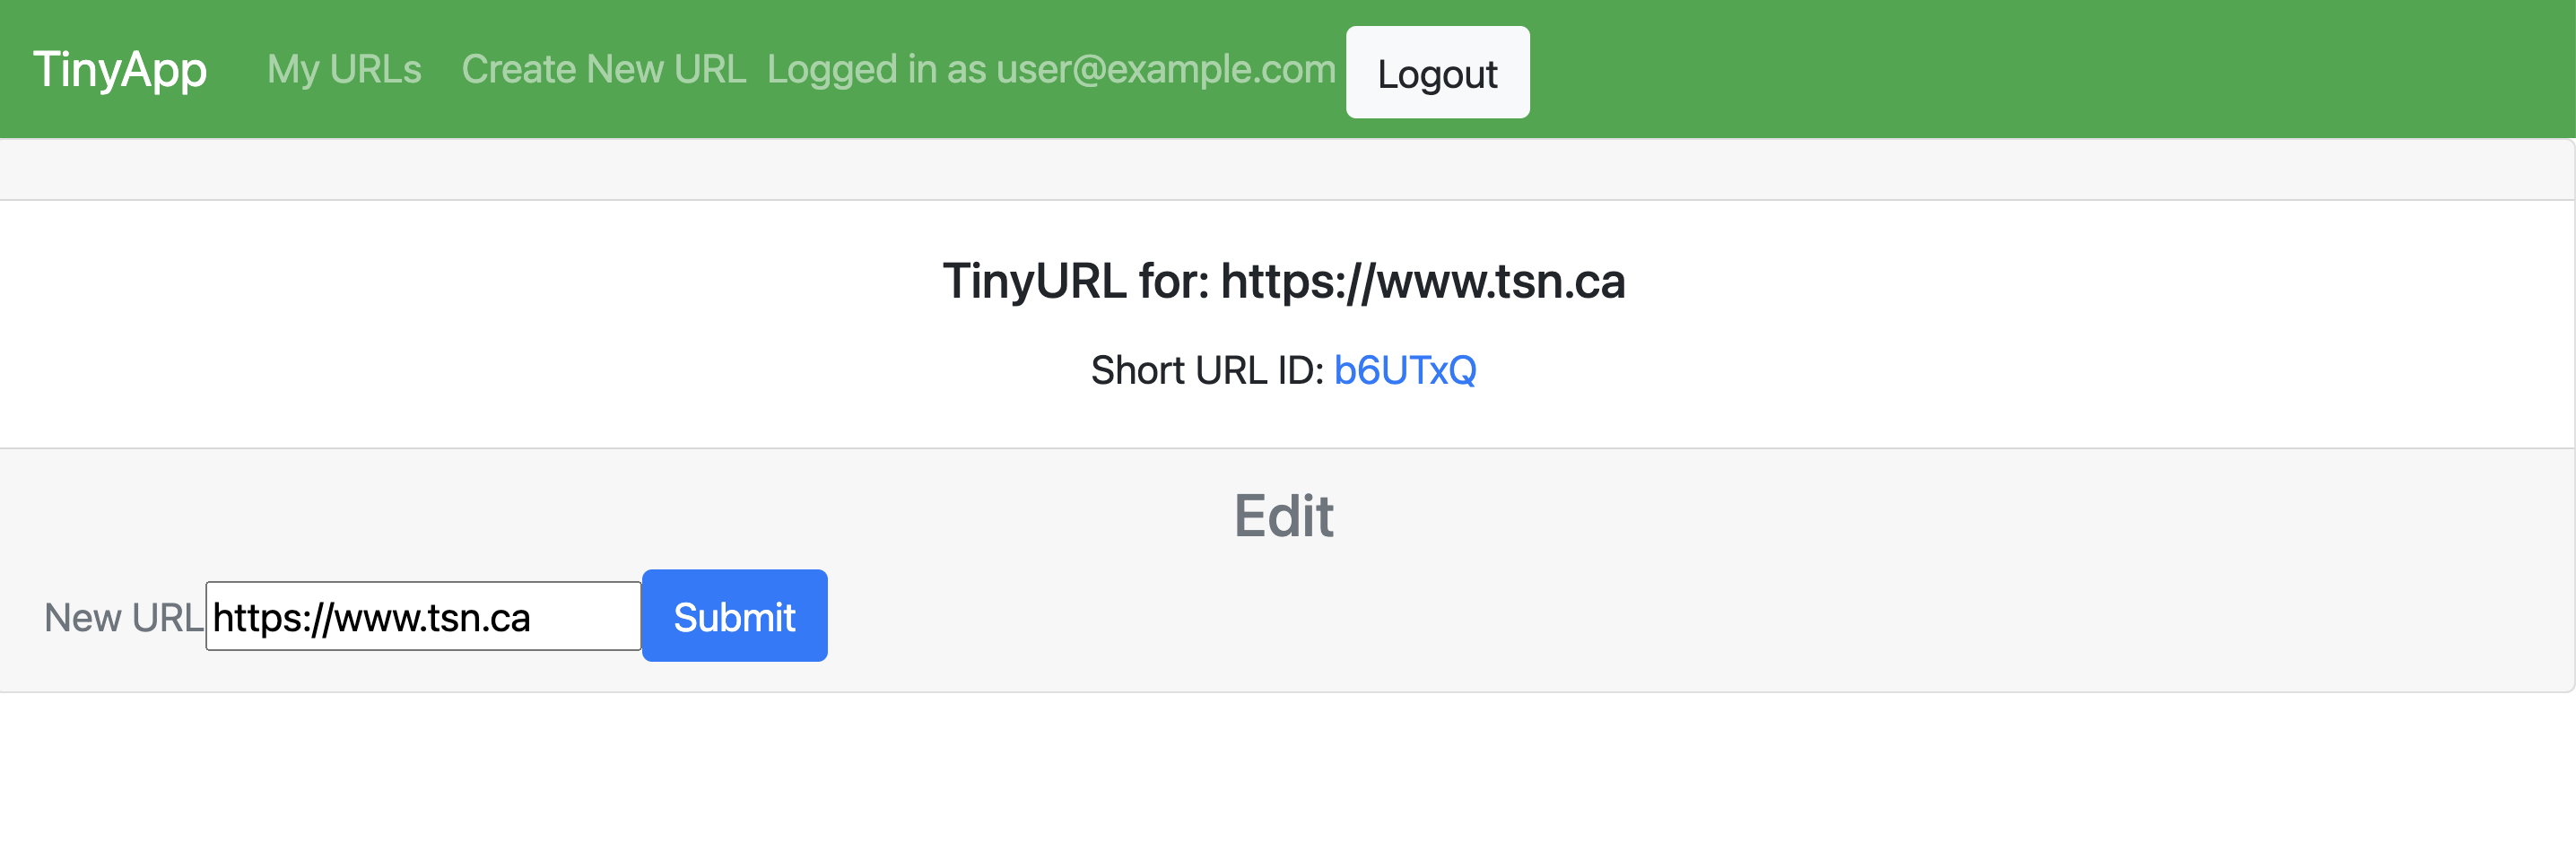 TinyApp My URLs Create New URL Logged in as user@example.com Logout
TinyURL for: https://www.tsn.ca
Short URL ID: b6UTxQ
Edit
New URL https://www.tsn.ca Submit